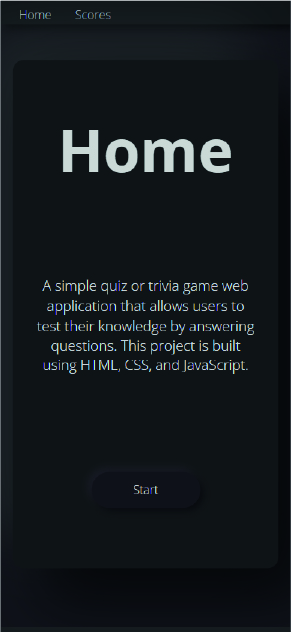 Home Scores
Home
A simple quiz or trivia game web
application that allows users to
test their knowledge by answering
questions. This project is built
using HTML, CSS, and JavaScript.
Start